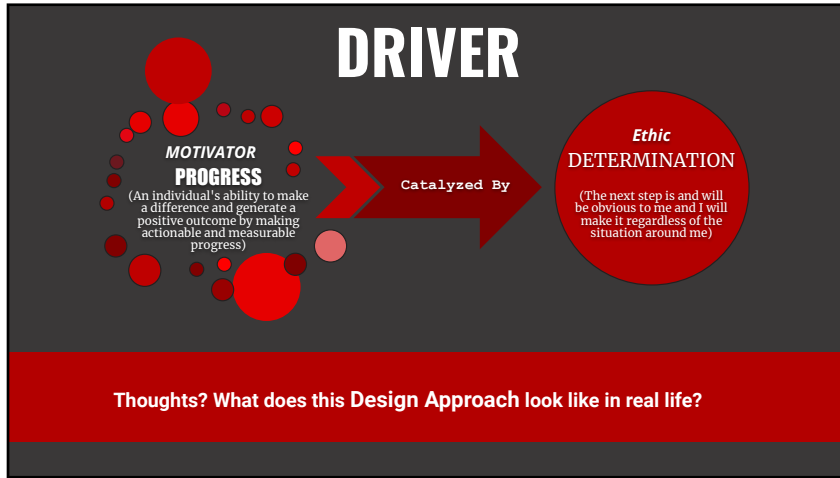 DRIVER
MOTIVATOR
PROGRESS
(An individual's ability to make
a difference and generate a
positive outcome by making
actionable and measurable
progress)
Catalyzed By
Ethic
DETERMINATION
(The next step is and will
be obvious to me and I will
make it regardless of the
situation around me)
Thoughts? What does this Design Approach look like in real life?